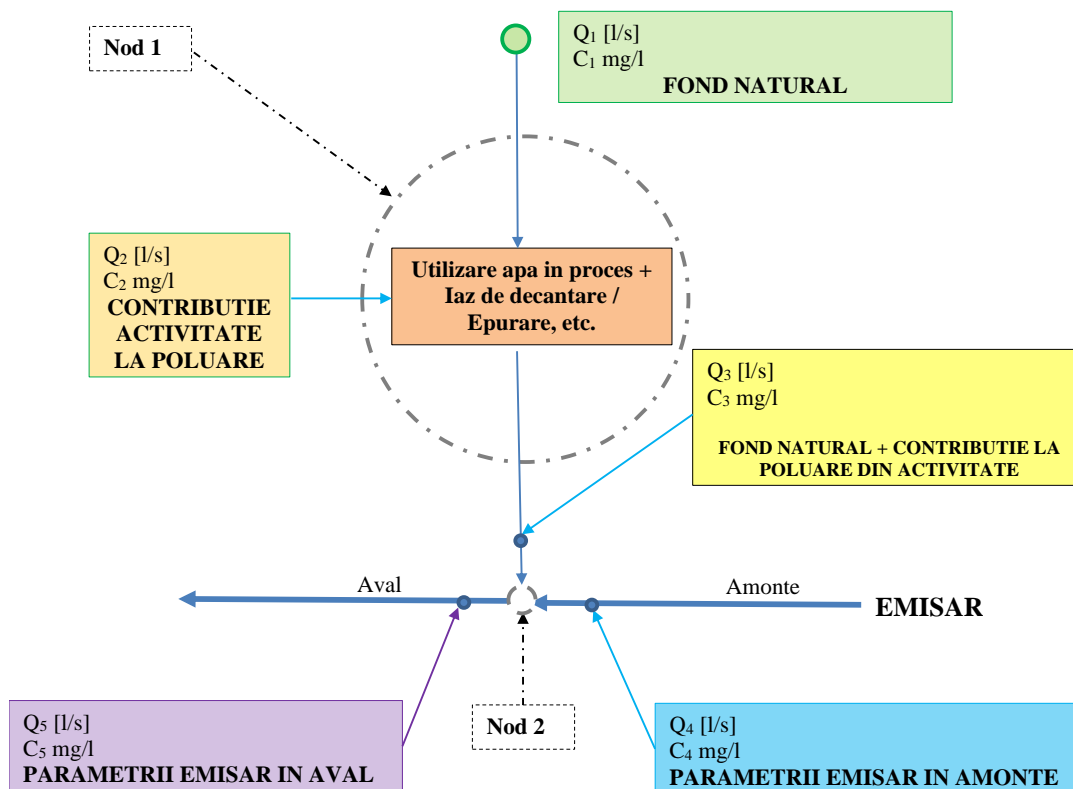 Nod 1
Q₁ [l/s]
C₁ mg/l
FOND NATURAL
Q₂ [l/s]
C₂ mg/l
CONTRIBUTIE
ACTIVITATE
LA POLUARE
Utilizare apa in proces +
Iaz de decantare /
Epurare, etc.
Q₃ [l/s]
C₃ mg/l
FOND NATURAL + CONTRIBUTIE LA
POLUARE DIN ACTIVITATE
Aval
Amonte
EMISAR
Q₅ [l/s]
C₅ mg/l
PARAMETRII EMISAR IN AVAL
Nod 2
Q₄ [l/s]
C₄ mg/l
PARAMETRII EMISAR IN AMONTE